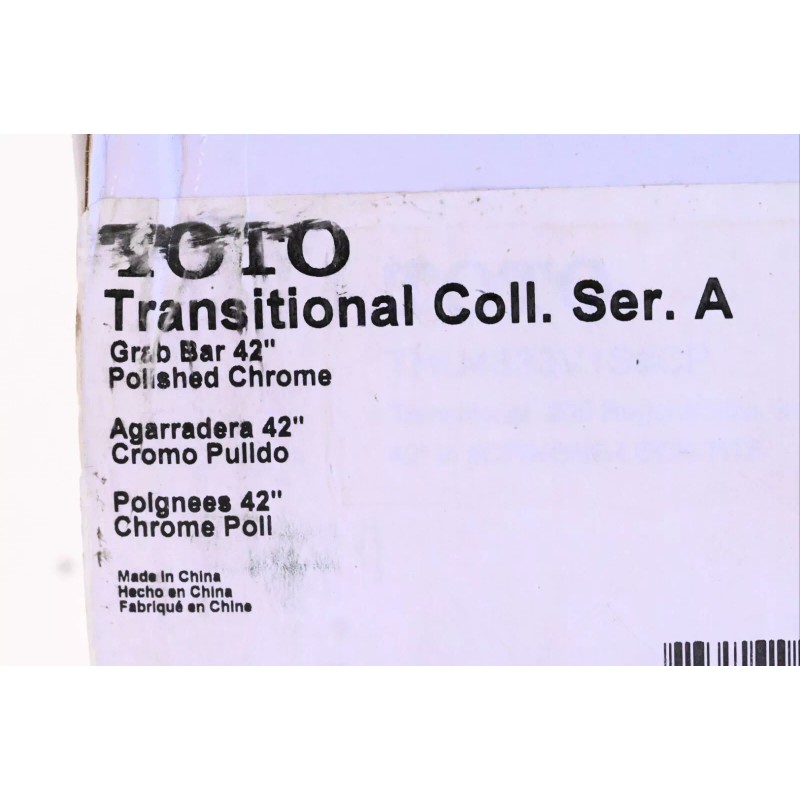 TOTO
Transitional Coll. Ser. A
Grab Bar 42"
Polished Chrome
Agarradera 42"
Cromo Pulido
Poignees 42"
Chrome Poli
Made in China
Hecho en China
Fabriqué en Chine